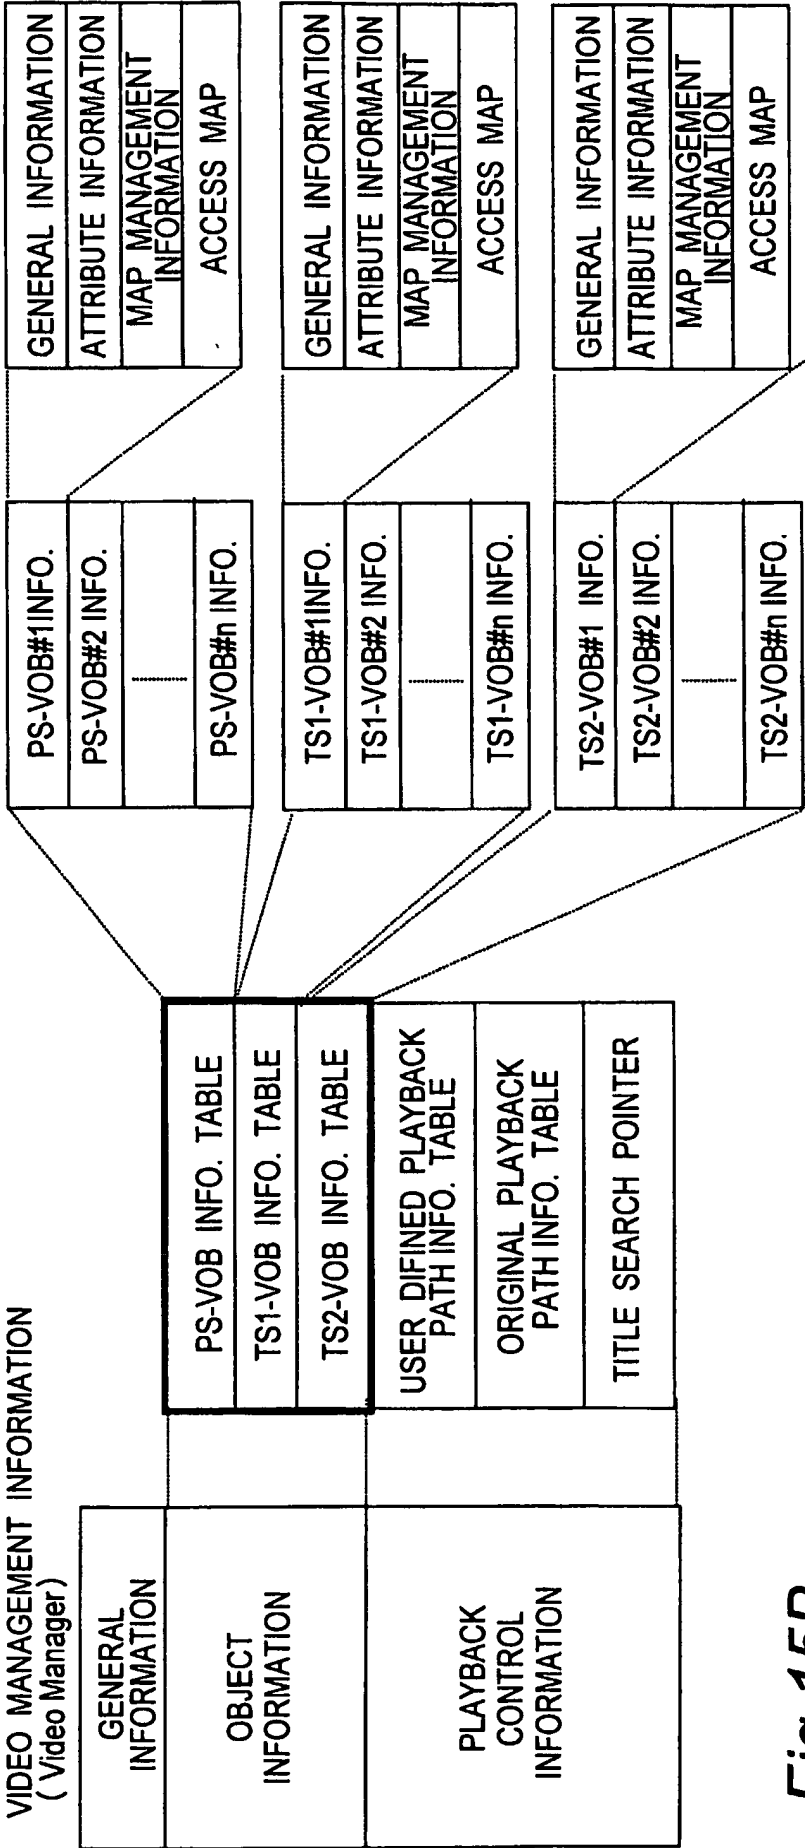 VIDEO MANAGEMENT INFORMATION
( Video Manager)
GENERAL
INFORMATION
OBJECT
INFORMATION
PLAYBACK
CONTROL
INFORMATION
PS-VOB INFO. TABLE
TS1-VOB INFO. TABLE
TS2-VOB INFO. TABLE
USER DIFINED PLAYBACK
PATH INFO. TABLE
ORIGINAL PLAYBACK
PATH INFO. TABLE
TITLE SEARCH POINTER
PS-VOB#1INFO.
PS-VOB#2 INFO.
PS-VOB#n INFO.
TS1-VOB#1INFO.
TS1-VOB#2 INFO.
TS1-VOB#n INFO.
TS2-VOB#1 INFO.
TS2-VOB#2 INFO.
TS2-VOB#n INFO.
GENERAL INFORMATION
ATTRIBUTE INFORMATION
MAP MANAGEMENT
INFORMATION
ACCESS MAP
GENERAL INFORMATION
ATTRIBUTE INFORMATION
MAP MANAGEMENT
INFORMATION
ACCESS MAP
GENERAL INFORMATION
ATTRIBUTE INFORMATION
MAP MANAGEMENT
INFORMATION
ACCESS MAP